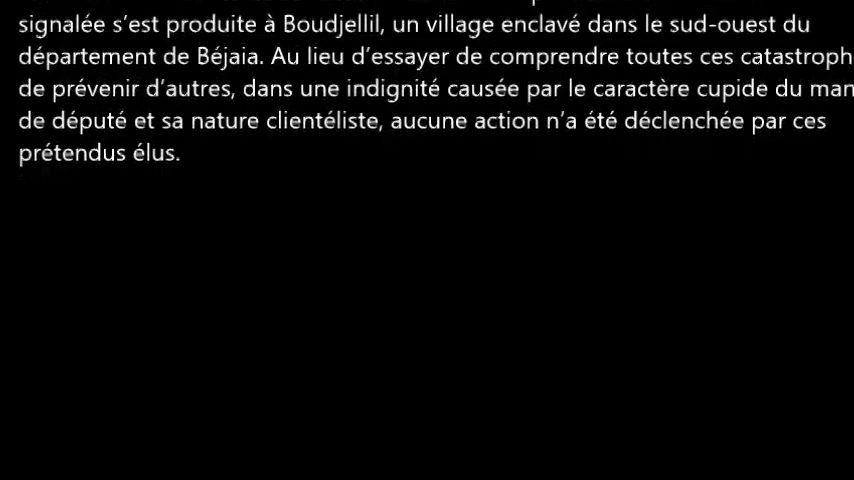 signalée s’est produite à Boudjellil, un village enclavé dans le sud-ouest du
département de Béjaia. Au lieu d’essayer de comprendre toutes ces catastroph
de prévenir d’autres, dans une indignité causée par le caractère cupide du man
de député et sa nature clientéliste, aucune action n’a été déclenchée par ces
prétendus élus.